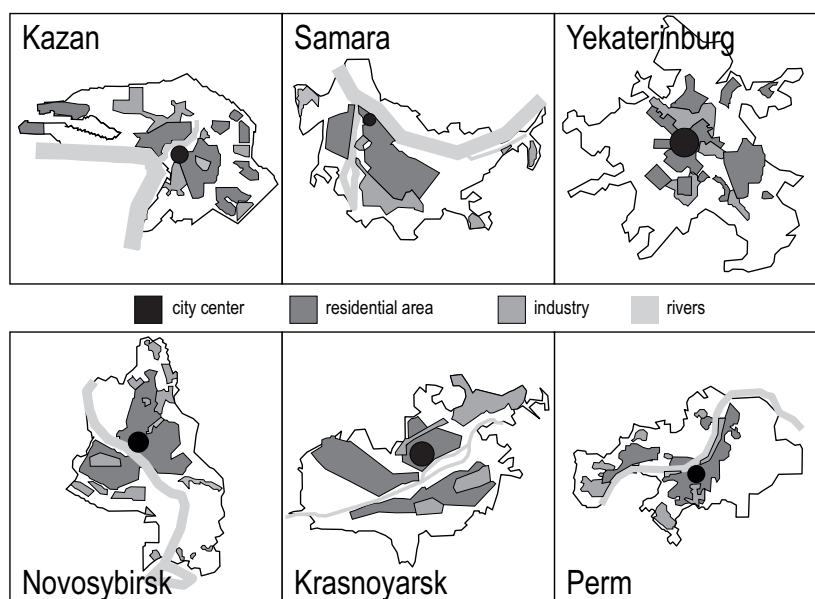 Kazan
Samara
Yekaterinburg
city center
residential area
industry
rivers
Novosybirsk
Krasnoyarsk
Perm